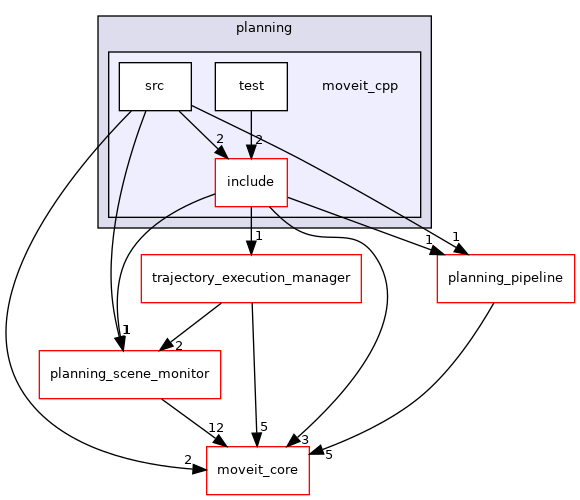 planning
src
test
moveit_cpp
2
2
include
1
1
1
trajectory_execution_manager
planning_pipeline
1
1
2
planning_scene_monitor
12
5
3
5
2
moveit_core